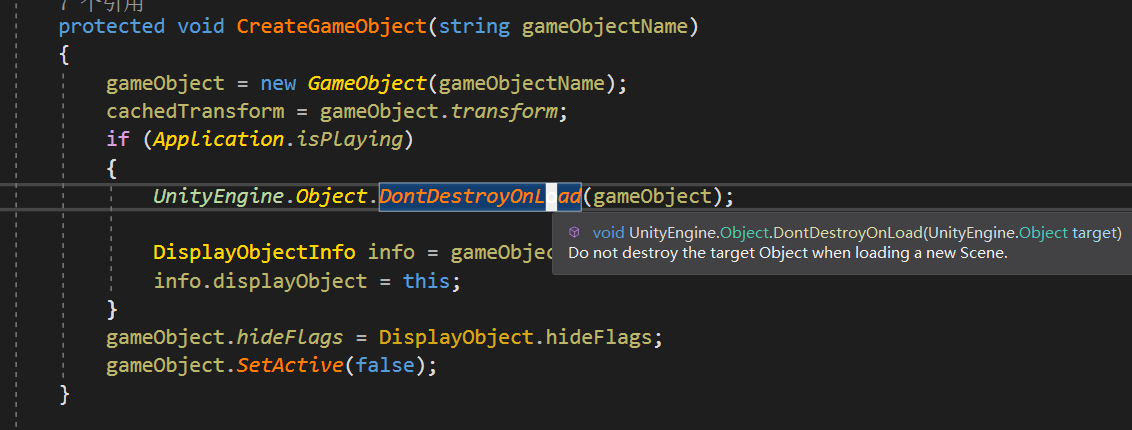 7 个引用
protected void CreateGameObject(string gameObjectName)
{
gameObject = new GameObject(gameObjectName);
cachedTransform = gameObject.transform;
if (Application.isPlaying)
{
UnityEngine.Object.DontDestroyOnLoad(gameObject);
void UnityEngine.Object.DontDestroyOnLoad(UnityEngine.Object target)
Do not destroy the target Object when loading a new Scene.
DisplayObjectInfo info = gameObjec
info.displayObject = this;
}
gameObject.hideFlags = DisplayObject.hideFlags;
gameObject.SetActive(false);
}